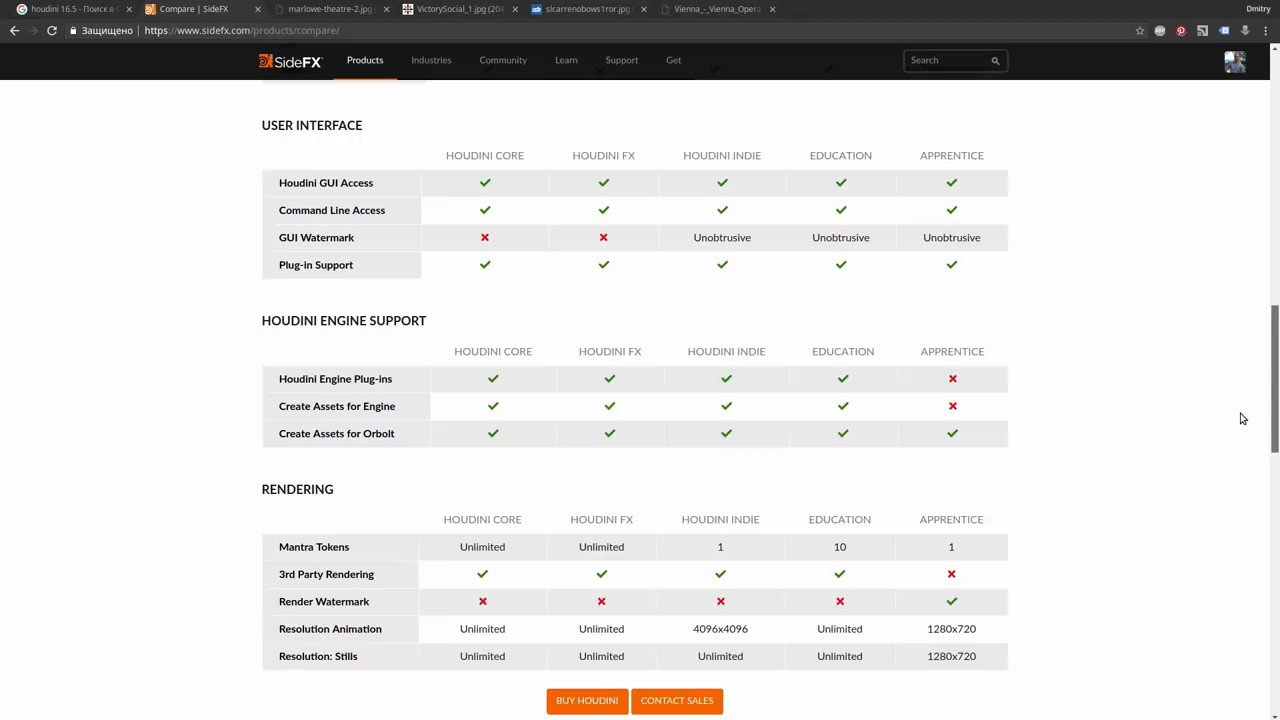 houdini 16.5 - Поиск в G
Compare | SideFX
marlowe-theatre-2.jpg
VictorySocial_1.jpg (204
slcarrenobows1ror.jpg
Vienna_-_Vienna_Opera
Dmitry
Защищено https://www.sidefx.com/products/compare/
SideFX Products Industries Community Learn Support Get Search
USER INTERFACE
HOUDINI CORE HOUDINI FX HOUDINI INDIE EDUCATION APPRENTICE
Houdini GUI Access
Command Line Access
GUI Watermark Unobtrusive Unobtrusive Unobtrusive
Plug-in Support
HOUDINI ENGINE SUPPORT
HOUDINI CORE HOUDINI FX HOUDINI INDIE EDUCATION APPRENTICE
Houdini Engine Plug-ins
Create Assets for Engine
Create Assets for Orbolt
RENDERING
HOUDINI CORE HOUDINI FX HOUDINI INDIE EDUCATION APPRENTICE
Mantra Tokens Unlimited Unlimited 1 10 1
3rd Party Rendering
Render Watermark
Resolution Animation Unlimited Unlimited 4096x4096 Unlimited 1280x720
Resolution: Stills Unlimited Unlimited Unlimited Unlimited 1280x720
BUY HOUDINI CONTACT SALES